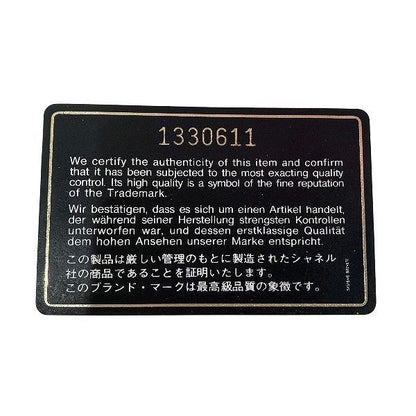 1330611
We certify the authenticity of this item and confirm
that it has been subjected to the most exacting quality
control. Its high quality is a symbol of the fine reputation
of the Trademark.
Wir bestätigen, dass es sich um einen Artikel handelt,
der während seiner Herstellung strengsten Kontrollen
unterworfen war, und dessen erstklassige Qualität
dem hohen Ansehen unserer Marke entspricht.
この製品は厳しい管理のもとに製造されたシャネル
社の商品であることを証明いたします。
このブランド・マークは最高級品質の象徴です。